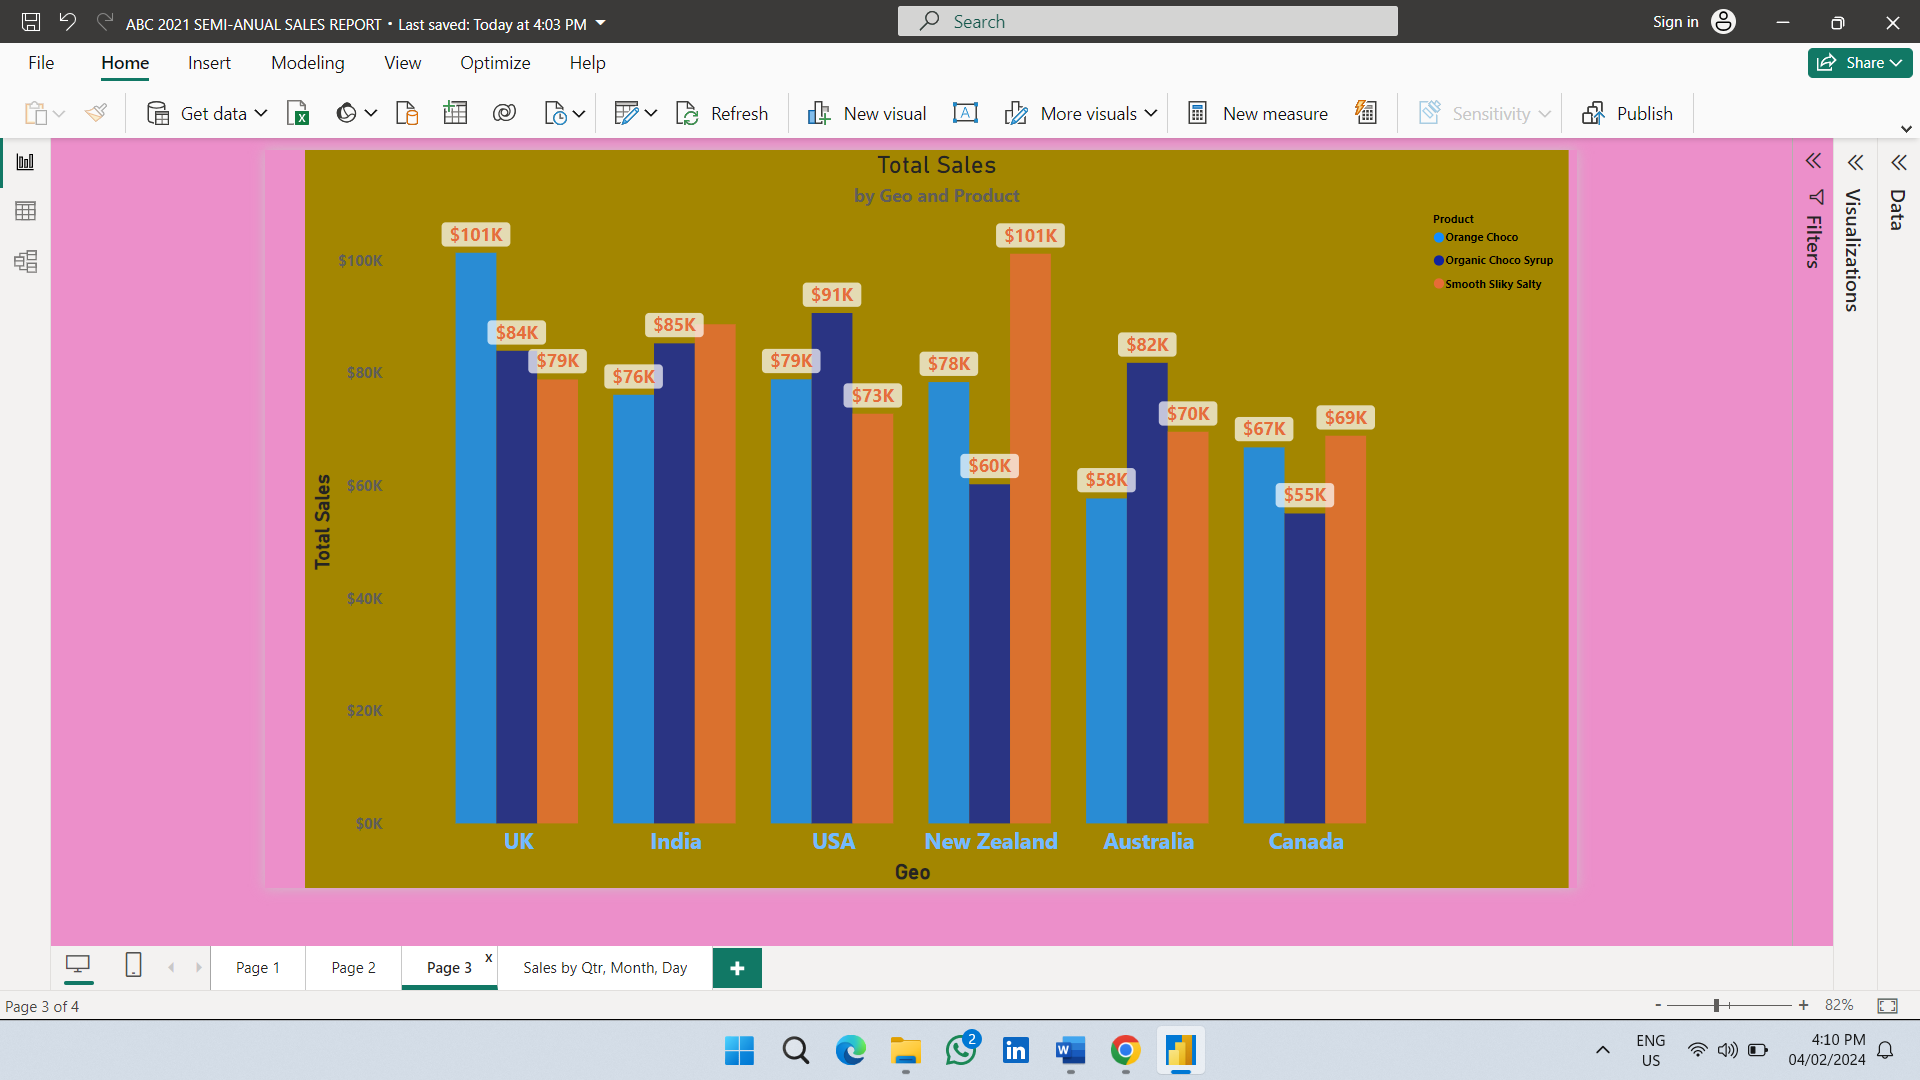 ABC 2021 SEMI-ANUAL SALES REPORT • Last saved: Today at 4:03 PM
Search
Sign in
File
Home
Insert
Modeling
View
Optimize
Help
Share
Get data
Refresh
New visual
More visuals
New measure
Sensitivity
Publish
Total Sales
by Geo and Product
Product
Orange Choco
Organic Choco Syrup
Smooth Sliky Salty
Total Sales
$100K
$80K
$60K
$40K
$20K
$0K
$101K
$84K
$79K
$76K
$85K
$79K
$91K
$73K
$78K
$60K
$101K
$58K
$82K
$70K
$67K
$55K
$69K
UK
India
USA
New Zealand
Australia
Canada
Geo
Filters
Visualizations
Data
Page 1
Page 2
Page 3
x
Sales by Qtr, Month, Day
+
Page 3 of 4
- + 82%
2
in
W
ENG
US
4:10 PM
04/02/2024